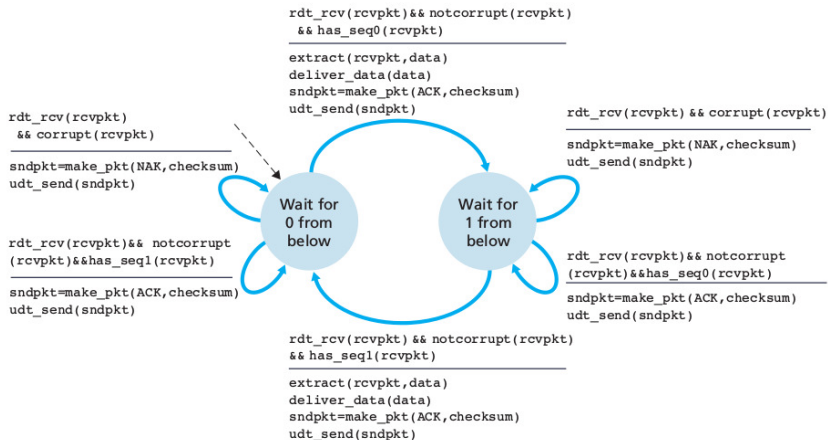 rdt_rcv(rcvpkt)&& notcorrupt(rcvpkt)
&& has_seq0(rcvpkt)
extract(rcvpkt,data)
deliver_data(data)
sndpkt=make_pkt(ACK,checksum)
udt_send(sndpkt)
rdt_rcv(rcvpkt)
&& corrupt(rcvpkt)
sndpkt=make_pkt(NAK,checksum)
udt_send(sndpkt)
rdt_rcv(rcvpkt) && corrupt(rcvpkt)
sndpkt=make_pkt(NAK,checksum)
udt_send(sndpkt)
Wait for
0 from
below
Wait for
1 from
below
rdt_rcv(rcvpkt)&& notcorrupt
(rcvpkt)&&has_seq1(rcvpkt)
sndpkt=make_pkt(ACK,checksum)
udt_send(sndpkt)
rdt_rcv(rcvpkt)&& notcorrupt
(rcvpkt)&&has_seq0(rcvpkt)
sndpkt=make_pkt(ACK,checksum)
udt_send(sndpkt)
rdt_rcv(rcvpkt) && notcorrupt(rcvpkt)
&& has_seq1(rcvpkt)
extract(rcvpkt,data)
deliver_data(data)
sndpkt=make_pkt(ACK,checksum)
udt_send(sndpkt)